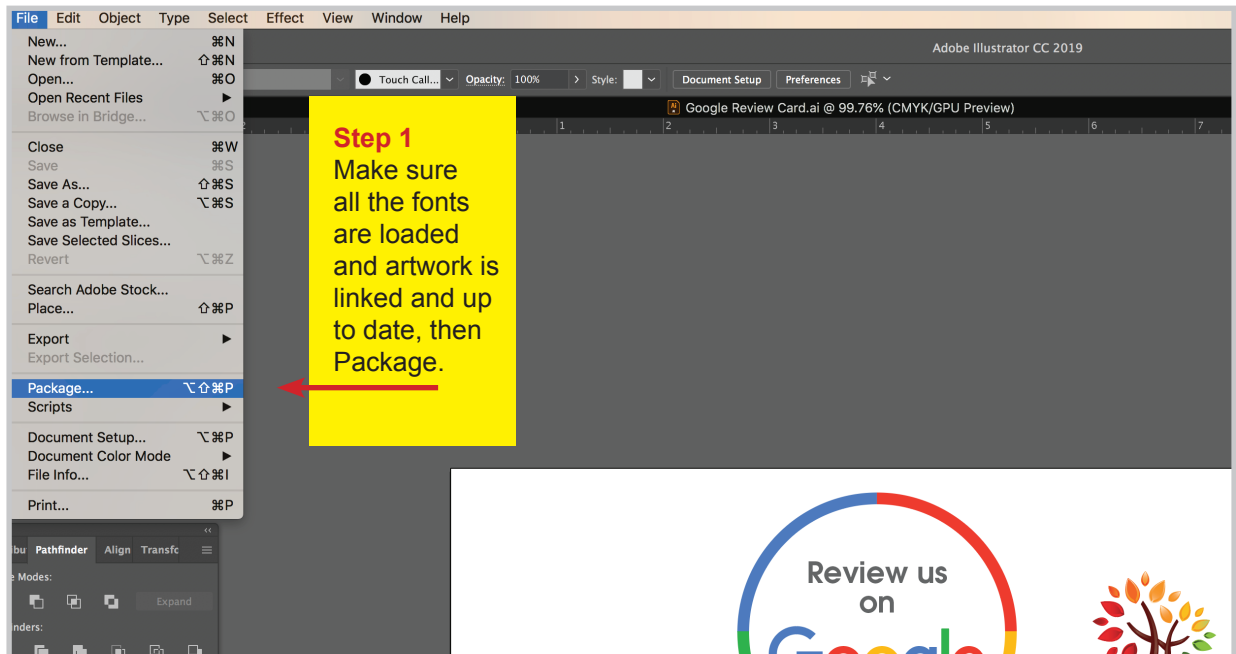 File Edit Object Type Select Effect View Window Help
New... ⌘N
New from Template... ⇧⌘N
Open... ⌘O
Open Recent Files ▶
Browse in Bridge... ⌥⌘O
Close ⌘W
Save ⌘S
Save As... ⇧⌘S
Save a Copy... ⌥⌘S
Save as Template...
Save Selected Slices...
Revert ⌥⌘Z
Search Adobe Stock...
Place... ⇧⌘P
Export ▶
Export Selection...
Package... ⌥⇧⌘P
Scripts ▶
Document Setup... ⌥⌘P
Document Color Mode ▶
File Info... ⌥⇧⌘I
Print... ⌘P
Adobe Illustrator CC 2019
Touch Call... Opacity: 100% > Style: Document Setup Preferences
Google Review Card.ai @ 99.76% (CMYK/GPU Preview)
2 1 2 3 4 5 6 7
Step 1
Make sure
all the fonts
are loaded
and artwork is
linked and up
to date, then
Package.
bu Pathfinder Align Transfo
e Modes:
Expand
inders:
Review us
on
Google